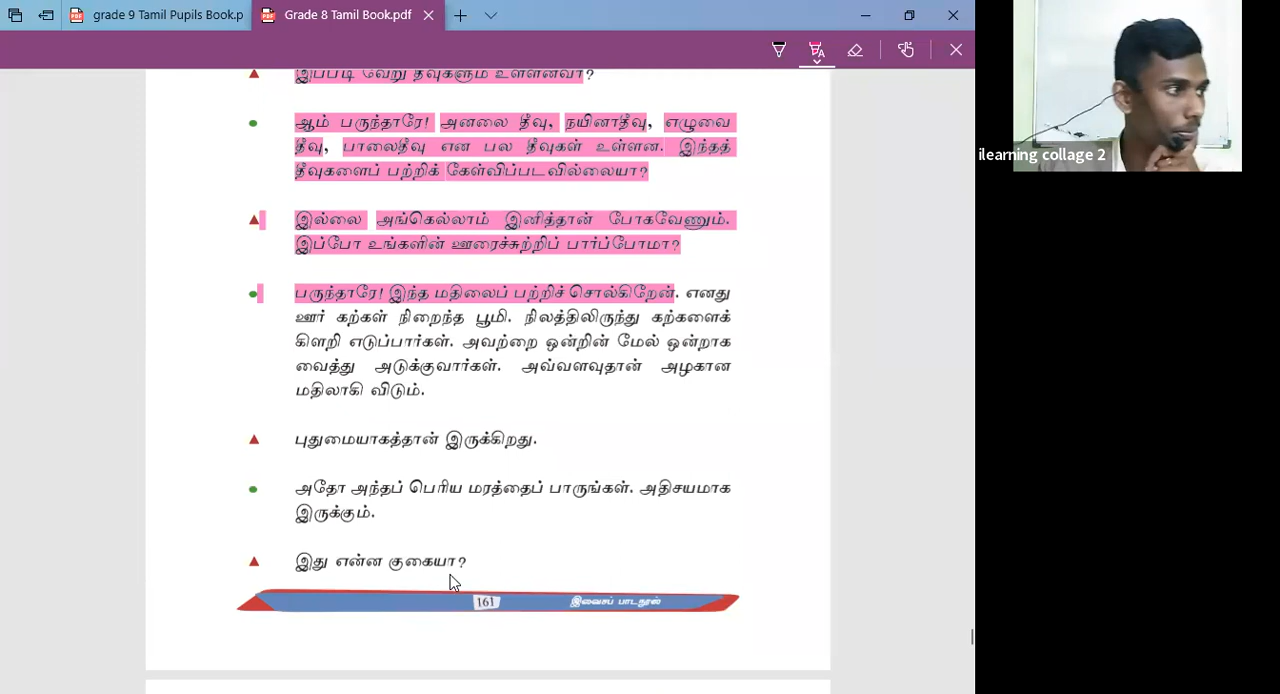 grade 9 Tamil Pupils Book.p
Grade 8 Tamil Book.pdf
இப்படி வேறு தீவுகளும் உள்ளனவா?
ஆம் பருந்தாரே! அனலை தீவு, நயினாதீவு, எழுவை
தீவு, பாலைதீவு என பல தீவுகள் உள்ளன. இந்தத்
தீவுகளைப் பற்றிக் கேள்விப்படவில்லையா?
இல்லை அங்கெல்லாம் இனித்தான் போகவேணும்.
இப்போ உங்களின் ஊரைச்சுற்றிப் பார்ப்போமா?
பருந்தாரே! இந்த மதிலைப் பற்றிச் சொல்கிறேன். எனது
ஊர் கற்கள் நிறைந்த பூமி. நிலத்திலிருந்து கற்களைக்
கிளறி எடுப்பார்கள். அவற்றை ஒன்றின் மேல் ஒன்றாக
வைத்து அடுக்குவார்கள். அவ்வளவுதான் அழகான
மதிலாகி விடும்.
புதுமையாகத்தான் இருக்கிறது.
அதோ அந்தப் பெரிய மரத்தைப் பாருங்கள். அதிசயமாக
இருக்கும்.
இது என்ன குகையா?
161 இலவசப் பாடநூல்
ilearning collage 2